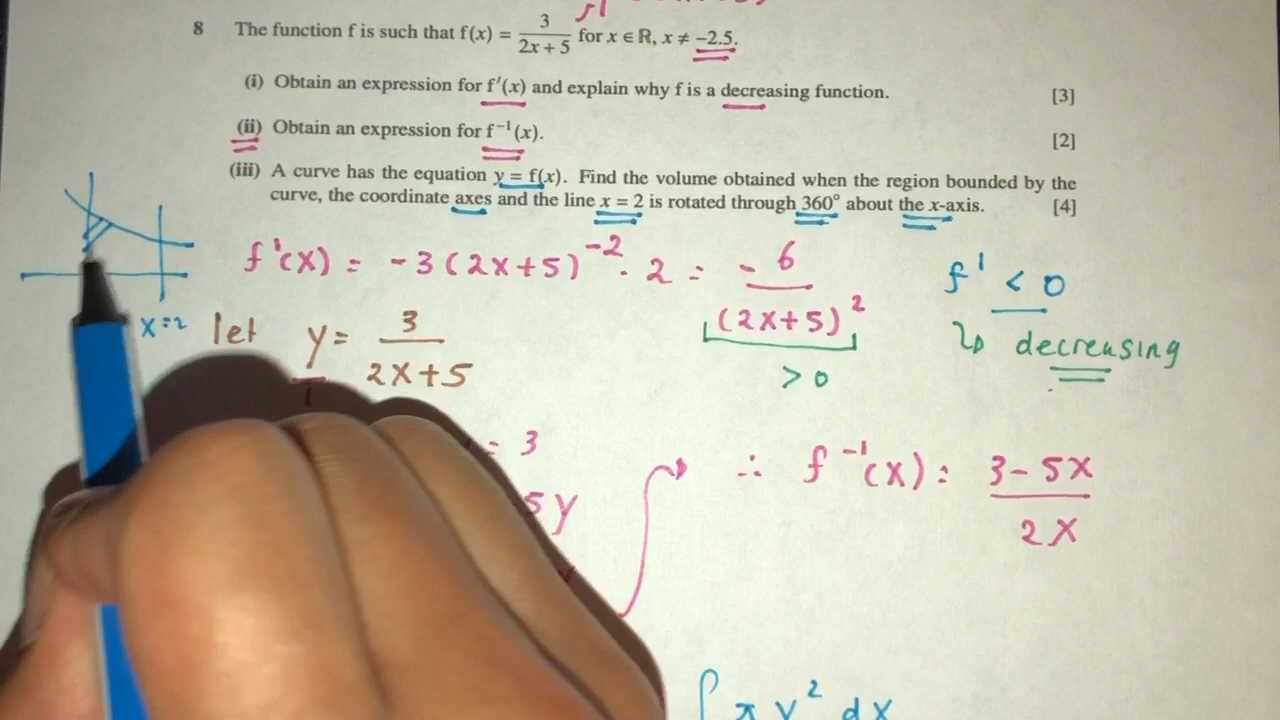 8 The function f is such that f(x) = 3/(2x + 5) for x ∈ ℝ, x ≠ −2.5.
(i) Obtain an expression for f′(x) and explain why f is a decreasing function. [3]
(ii) Obtain an expression for f⁻¹(x). [2]
(iii) A curve has the equation y = f(x). Find the volume obtained when the region bounded by the
curve, the coordinate axes and the line x = 2 is rotated through 360° about the x-axis. [4]
f'(x) = -3(2x+5)⁻² · 2 = -6/(2x+5)²
> 0
f' < 0
↳ decreasing
x=2
let y = 3/(2x+5)
= 3
5y
∴ f⁻¹(x) = (3-5x)/(2x)
∫ π y² dx